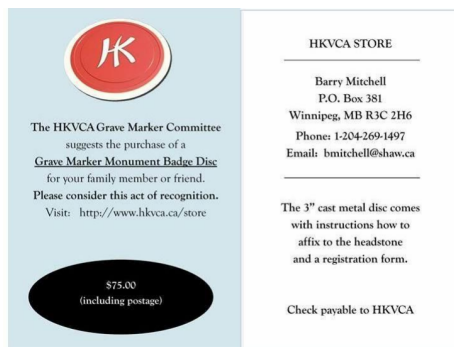 HK
The HKVCA Grave Marker Committee
suggests the purchase of a
Grave Marker Monument Badge Disc
for your family member or friend.
Please consider this act of recognition.
Visit: http://www.hkvca.ca/store
$75.00
(including postage)
HKVCA STORE
Barry Mitchell
P.O. Box 381
Winnipeg, MB R3C 2H6
Phone: 1-204-269-1497
Email: bmitchell@shaw.ca
The 3" cast metal disc comes
with instructions how to
affix to the headstone
and a registration form.
Check payable to HKVCA